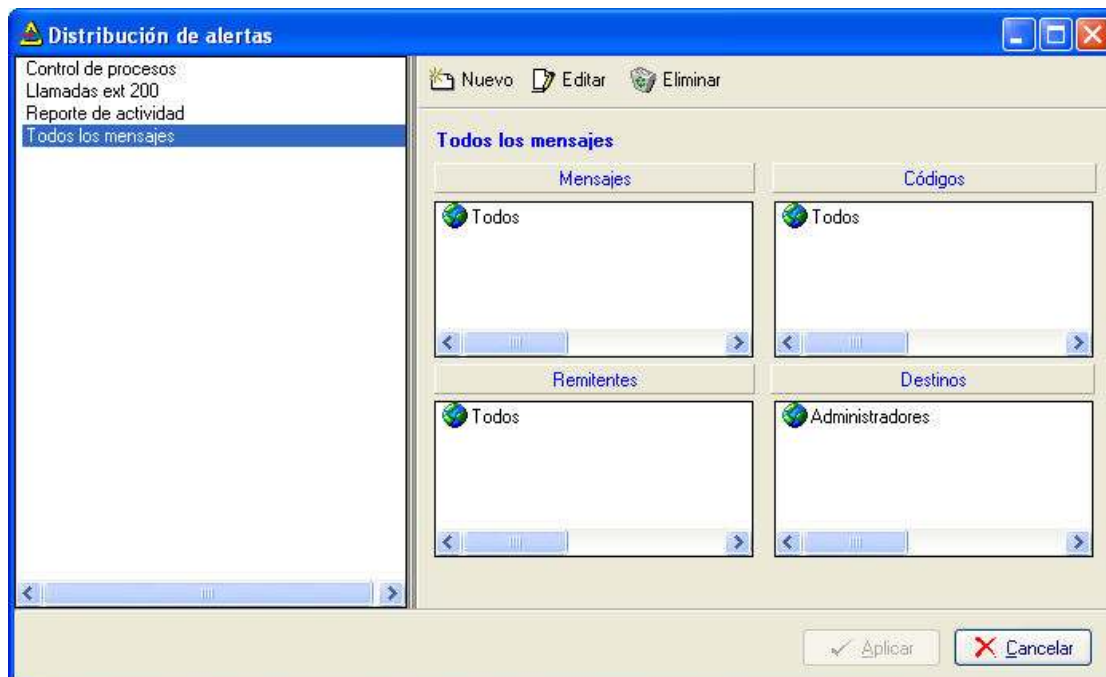 Distribución de alertas
Control de procesos
Llamadas ext 200
Reporte de actividad
Todos los mensajes
Nuevo Editar Eliminar
Todos los mensajes
Mensajes Códigos
Todos Todos
Remitentes Destinos
Todos Administradores
Aplicar Cancelar